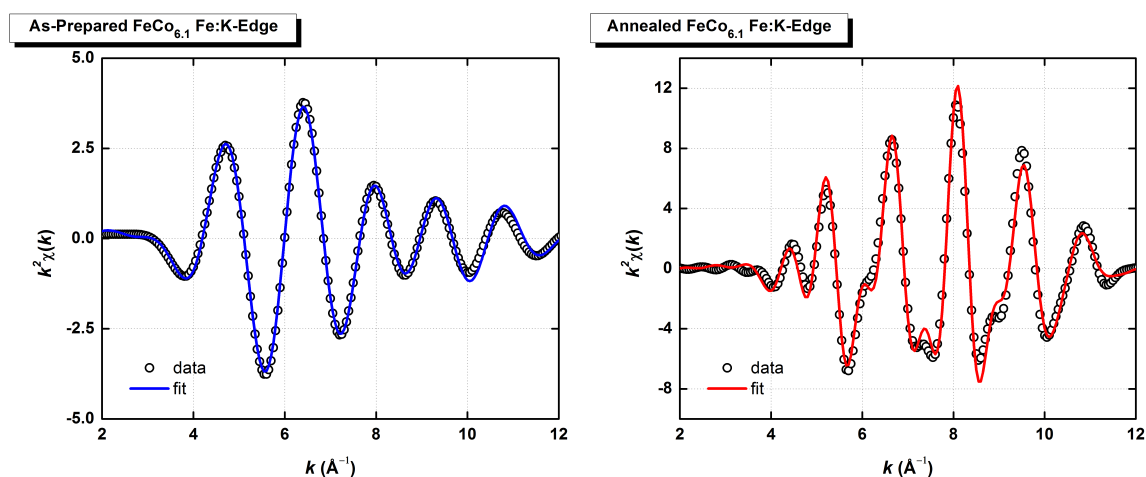 As-Prepared FeCo6.1 Fe:K-Edge
5.0
2.5
0.0
-2.5
-5.0
k²χ(k)
2 4 6 8 10 12
k (Å⁻¹)
data
fit
Annealed FeCo6.1 Fe:K-Edge
12
8
4
0
-4
-8
k²χ(k)
2 4 6 8 10 12
k (Å⁻¹)
data
fit